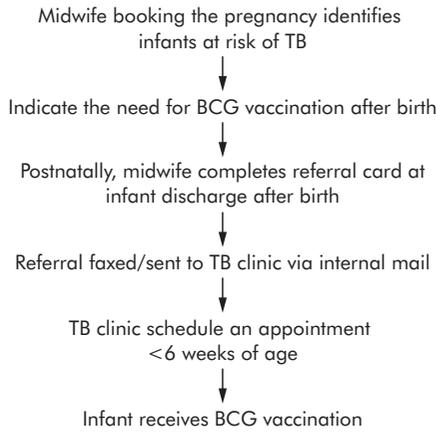 Midwife booking the pregnancy identifies
infants at risk of TB
Indicate the need for BCG vaccination after birth
Postnatally, midwife completes referral card at
infant discharge after birth
Referral faxed/sent to TB clinic via internal mail
TB clinic schedule an appointment
<6 weeks of age
Infant receives BCG vaccination